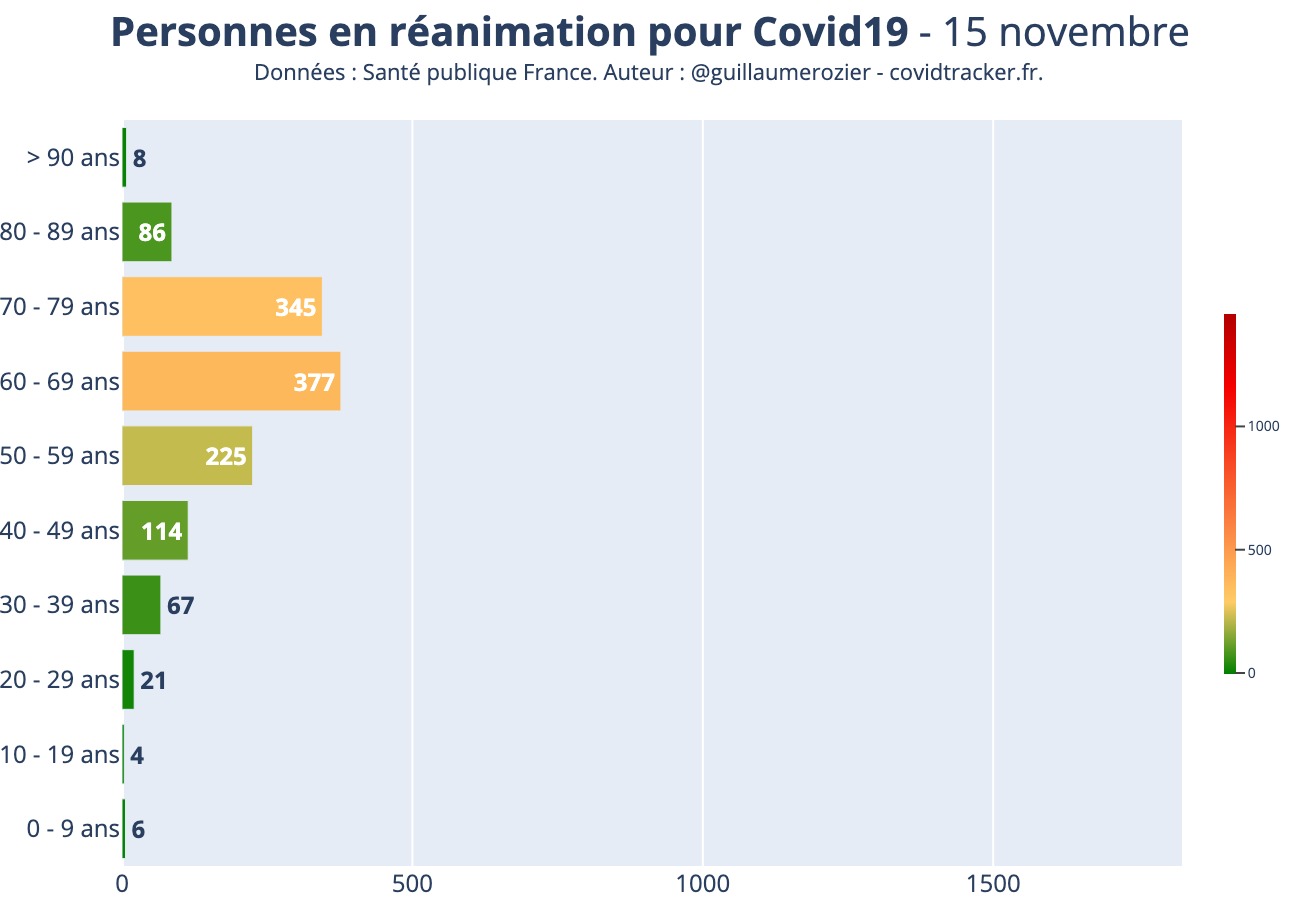 Personnes en réanimation pour Covid19 - 15 novembre
Données : Santé publique France. Auteur : @guillaumerozier - covidtracker.fr.
> 90 ans 8
80 - 89 ans 86
70 - 79 ans 345
60 - 69 ans 377
50 - 59 ans 225
40 - 49 ans 114
30 - 39 ans 67
20 - 29 ans 21
10 - 19 ans 4
0 - 9 ans 6
0 500 1000 1500
1000
500
0